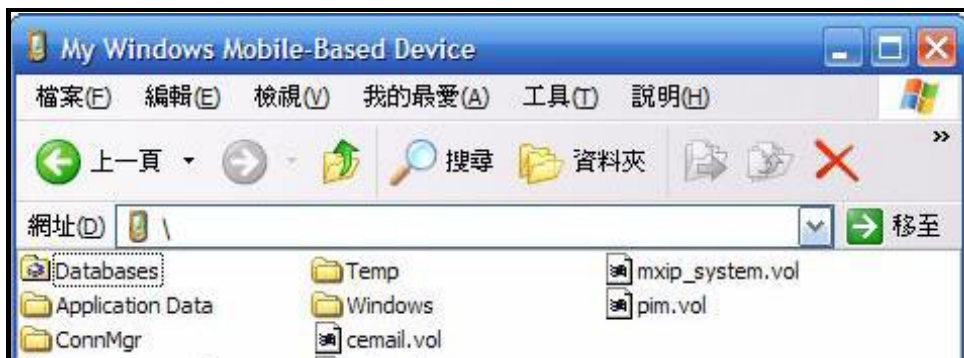 My Windows Mobile-Based Device
檔案(F) 編輯(E) 檢視(V) 我的最愛(A) 工具(T) 說明(H)
上一頁 搜尋 資料夾 »
網址(D) \ 移至
Databases Temp mxip_system.vol
Application Data Windows pim.vol
ConnMgr cemail.vol